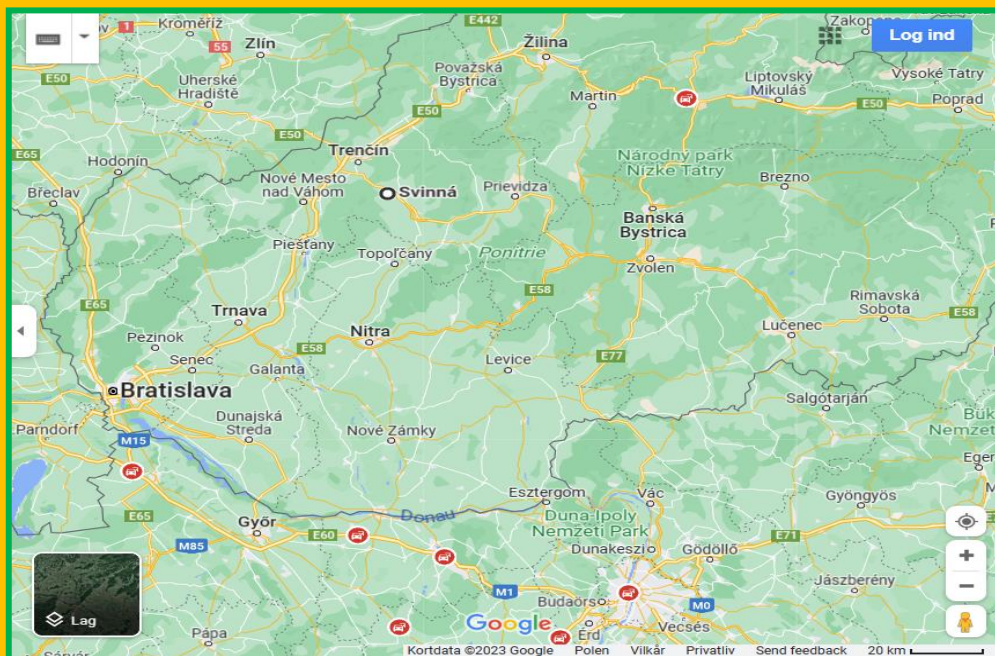 Kroměříž
1
E442
Zakopane
Log ind
55
Zlín
Žilina
E50
Uherské
Hradiště
Považská
Bystrica
Martin
Liptovský
Mikuláš
Vysoké Tatry
E50
Poprad
E50
E50
E65
Hodonín
Trenčín
Národný park
Nízke Tatry
Břeclav
Nové Mesto
nad Váhom
Svinná
Prievidza
Brezno
Banská
Bystrica
Piešťany
Topoľčany
Ponitrie
Zvolen
E65
E58
Rimavská
Sobota
Trnava
E58
Pezinok
Nitra
Lučenec
Senec
E58
Galanta
Levice
E77
Bratislava
Salgótarján
Dunajská
Streda
Parndorf
M15
Nové Zámky
Bük
Nemzeti
Eger
Esztergom
Vác
Gyöngyös
E65
Győr
E60
Donau
Duna-Ipoly
Nemzeti Park
M85
Dunakeszi
Gödöllő
E71
Jászberény
M1
Lag
Google
Budaörs
M0
Pápa
Érd
Vecsés
Sárvár
Kortdata ©2023 Google
Polen
Vilkår
Privatliv
Send feedback
20 km